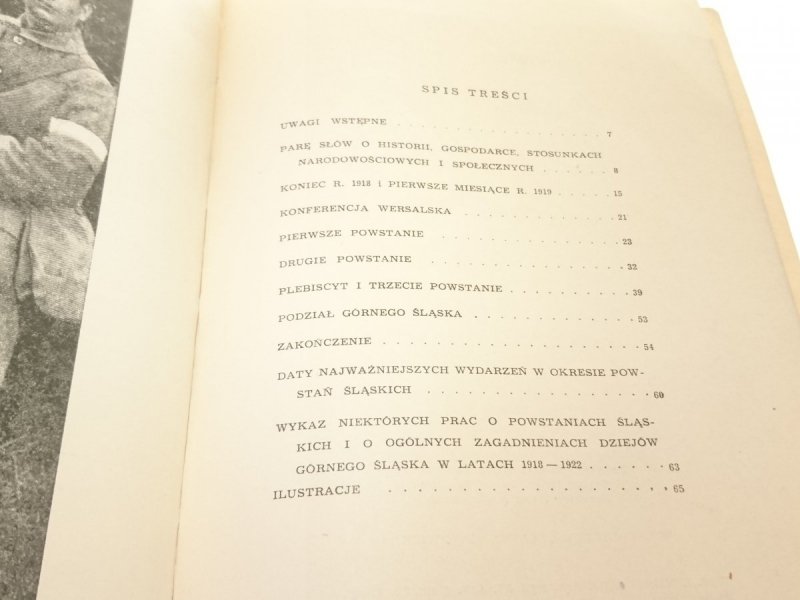 SPIS TREŚCI
UWAGI WSTĘPNE . . . . . . . . . . . . . . . . . . 7
PARĘ SŁÓW O HISTORII, GOSPODARCE, STOSUNKACH
NARODOWOŚCIOWYCH I SPOŁECZNYCH . . . . . . 8
KONIEC R. 1918 I PIERWSZE MIESIĄCE R. 1919 . . . . . 15
KONFERENCJA WERSALSKA . . . . . . . . . . . . 21
PIERWSZE POWSTANIE . . . . . . . . . . . . . . 23
DRUGIE POWSTANIE . . . . . . . . . . . . . . . 32
PLEBISCYT I TRZECIE POWSTANIE . . . . . . . . . 39
PODZIAŁ GÓRNEGO ŚLĄSKA . . . . . . . . . . . . 53
ZAKOŃCZENIE . . . . . . . . . . . . . . . . . . 54
DATY NAJWAŻNIEJSZYCH WYDARZEŃ W OKRESIE POW-
STAŃ ŚLĄSKICH . . . . . . . . . . . . . . . . 60
WYKAZ NIEKTÓRYCH PRAC O POWSTANIACH ŚLĄS-
KICH I O OGÓLNYCH ZAGADNIENIACH DZIEJÓW
GÓRNEGO ŚLĄSKA W LATACH 1918 — 1922 . . . . . . 63
ILUSTRACJE . . . . . . . . . . . . . . . . . . . 65